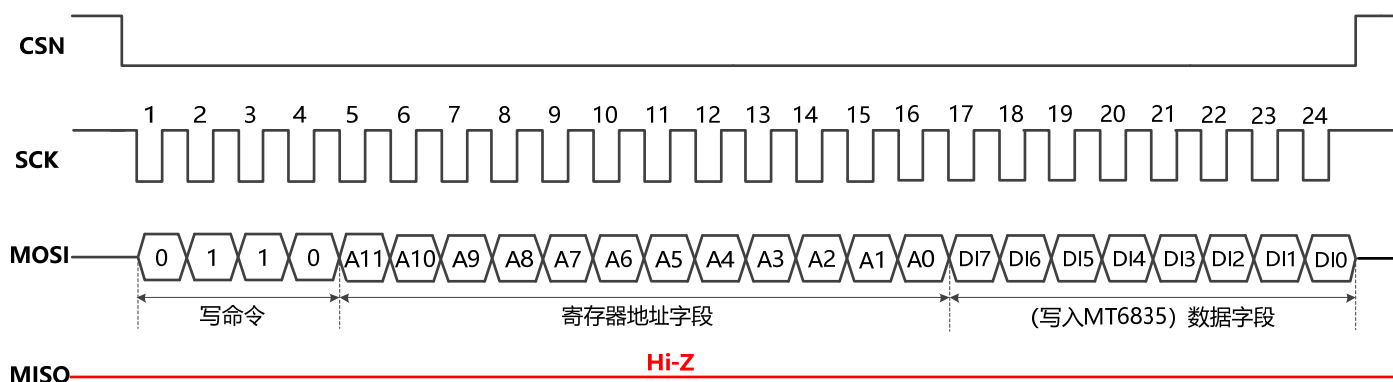 CSN
1 2 3 4 5 6 7 8 9 10 11 12 13 14 15 16 17 18 19 20 21 22 23 24
SCK
MOSI 0 1 1 0 A11 A10 A9 A8 A7 A6 A5 A4 A3 A2 A1 A0 DI7 DI6 DI5 DI4 DI3 DI2 DI1 DI0
写命令 寄存器地址字段 (写入MT6835）数据字段
Hi-Z
MISO